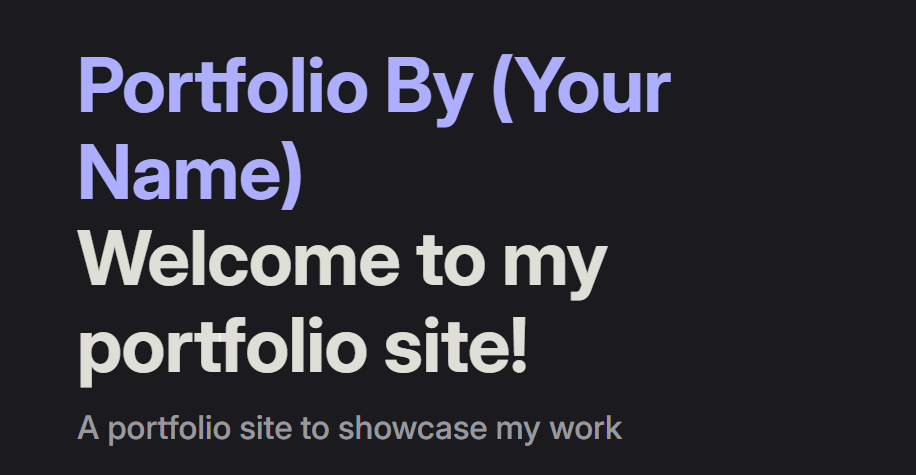 Portfolio By (Your
Name)
Welcome to my
portfolio site!
A portfolio site to showcase my work